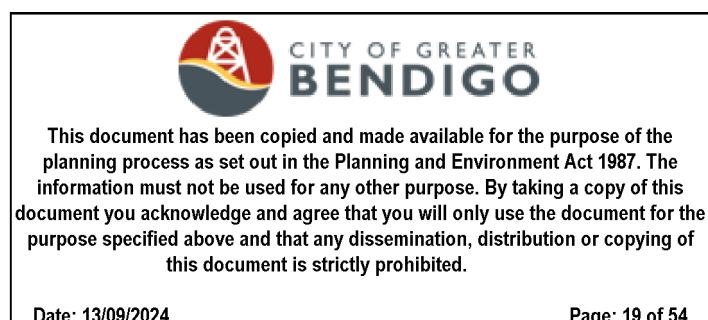 CITY OF GREATER
BENDIGO
This document has been copied and made available for the purpose of the
planning process as set out in the Planning and Environment Act 1987. The
information must not be used for any other purpose. By taking a copy of this
document you acknowledge and agree that you will only use the document for the
purpose specified above and that any dissemination, distribution or copying of
this document is strictly prohibited.
Date: 13/09/2024 Page: 19 of 54